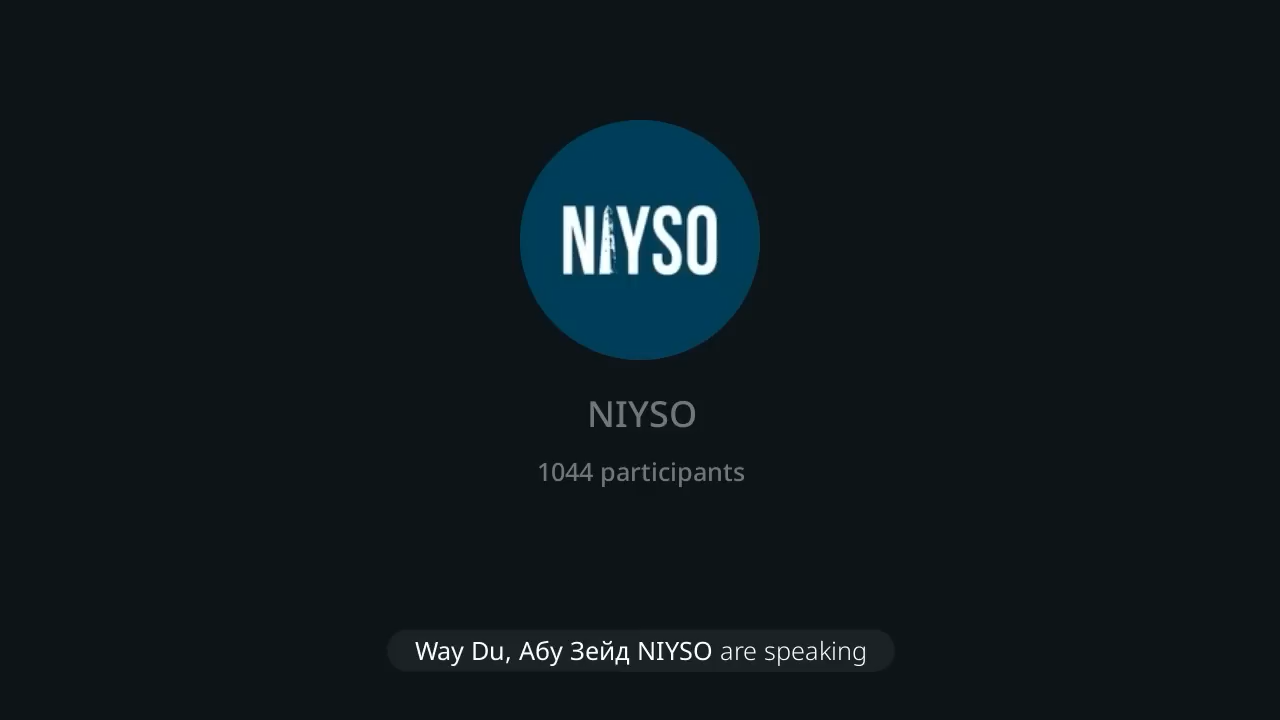 NIYSO
NIYSO
1044 participants
Way Du, Абу Зейд NIYSO are speaking